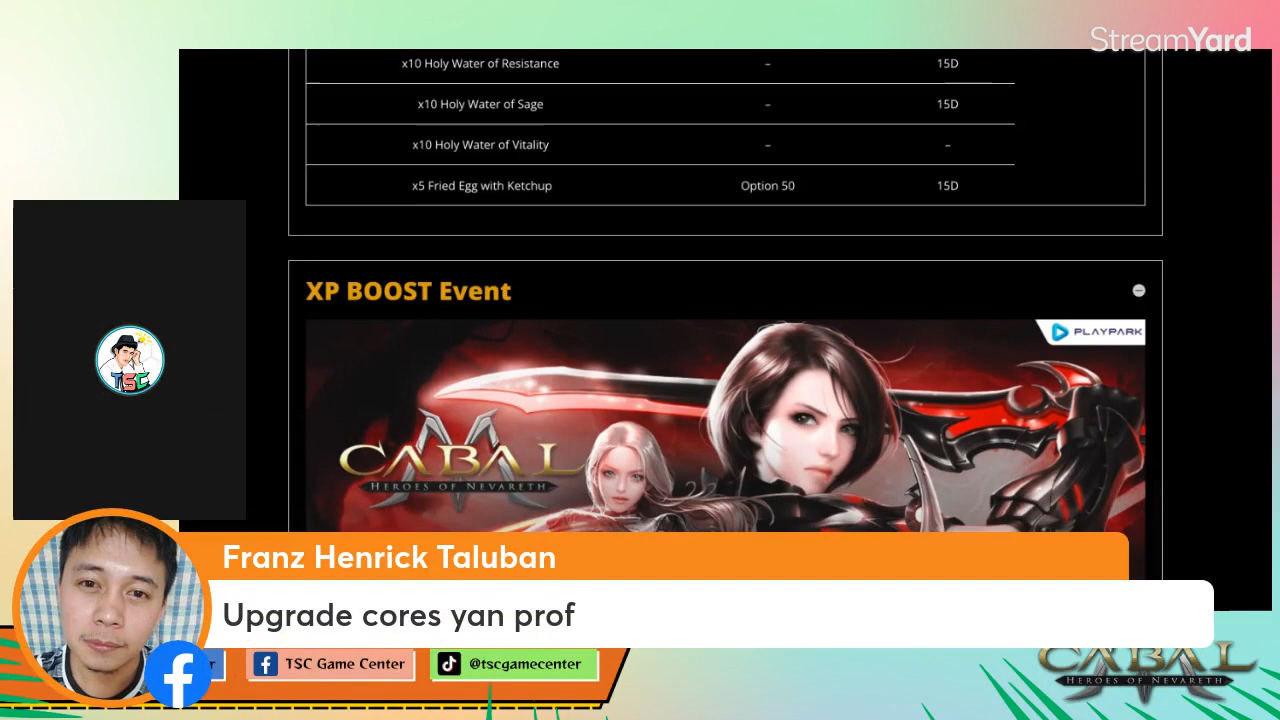 StreamYard
x10 Holy Water of Resistance – 15D
x10 Holy Water of Sage – 15D
x10 Holy Water of Vitality – –
x5 Fried Egg with Ketchup Option 50 15D
XP BOOST Event
PLAYPARK
CABAL
HEROES OF NEVARETH
TSC
Franz Henrick Taluban
Upgrade cores yan prof
TSC Game Center
@tscgamecenter
CABAL
HEROES OF NEVARETH